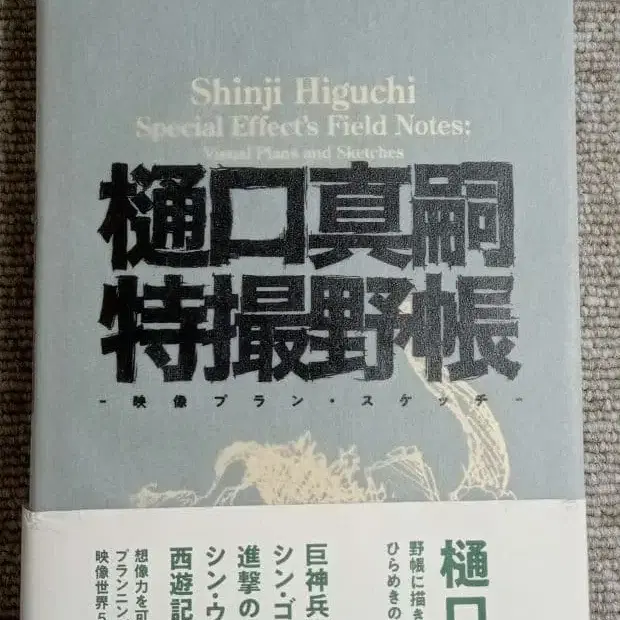 Shinji Higuchi
Special Effect's Field Notes:
Visual Plans and Sketches
樋口真嗣
特撮野帳
-映像プラン・スケッチ-
樋口
野帳に描き
ひらめきの
巨神兵
シン・ゴ
進撃の
シン・ウ
西遊記
想像力を可
プランニン
映像世界5